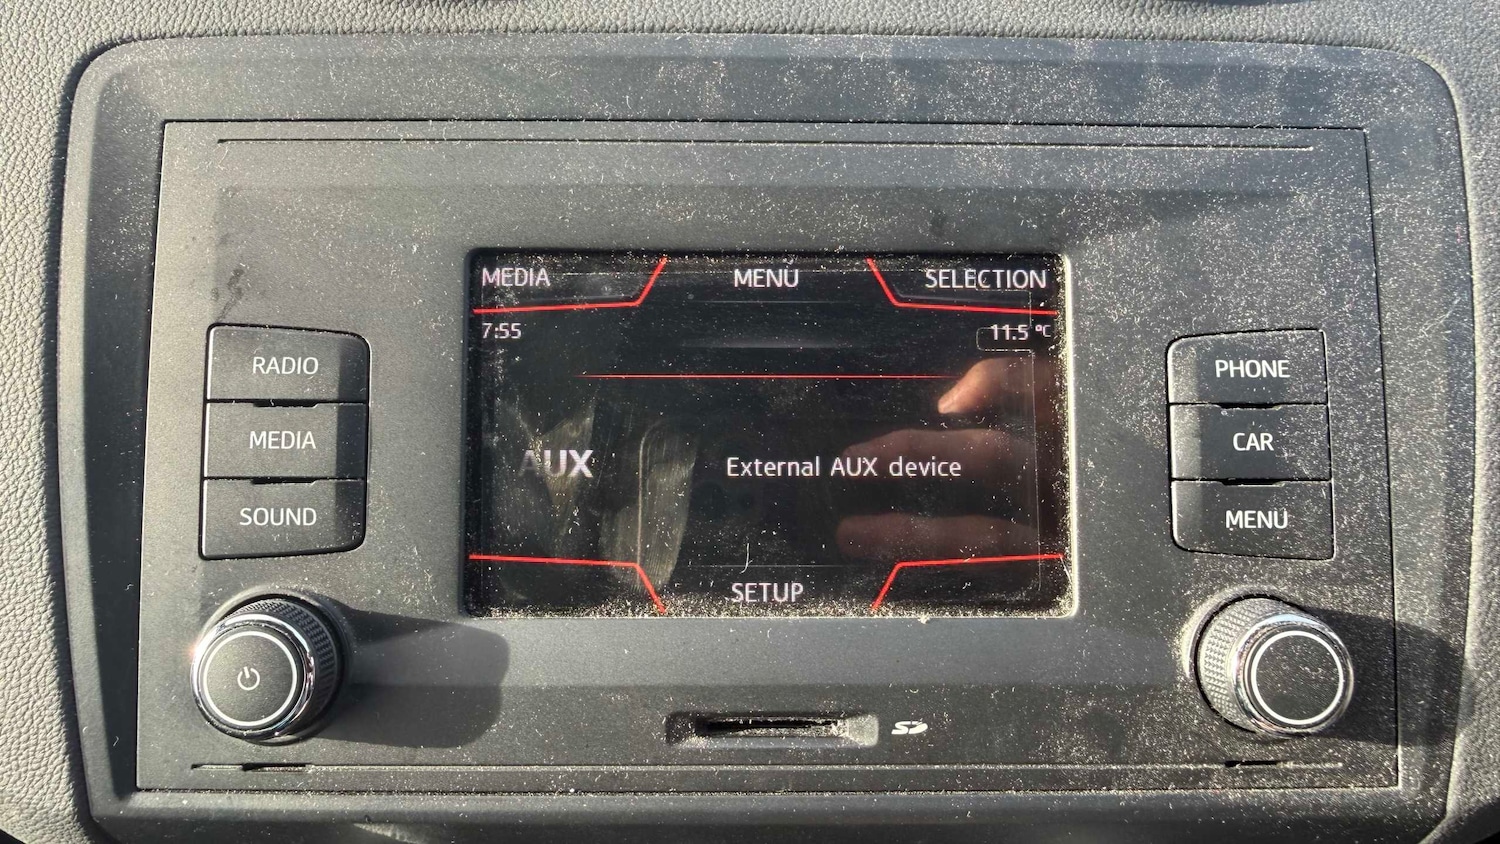 MEDIA MENU SELECTION
7:55 11.5 °C
RADIO
MEDIA
SOUND
AUX External AUX device
PHONE
CAR
MENU
SETUP
SD